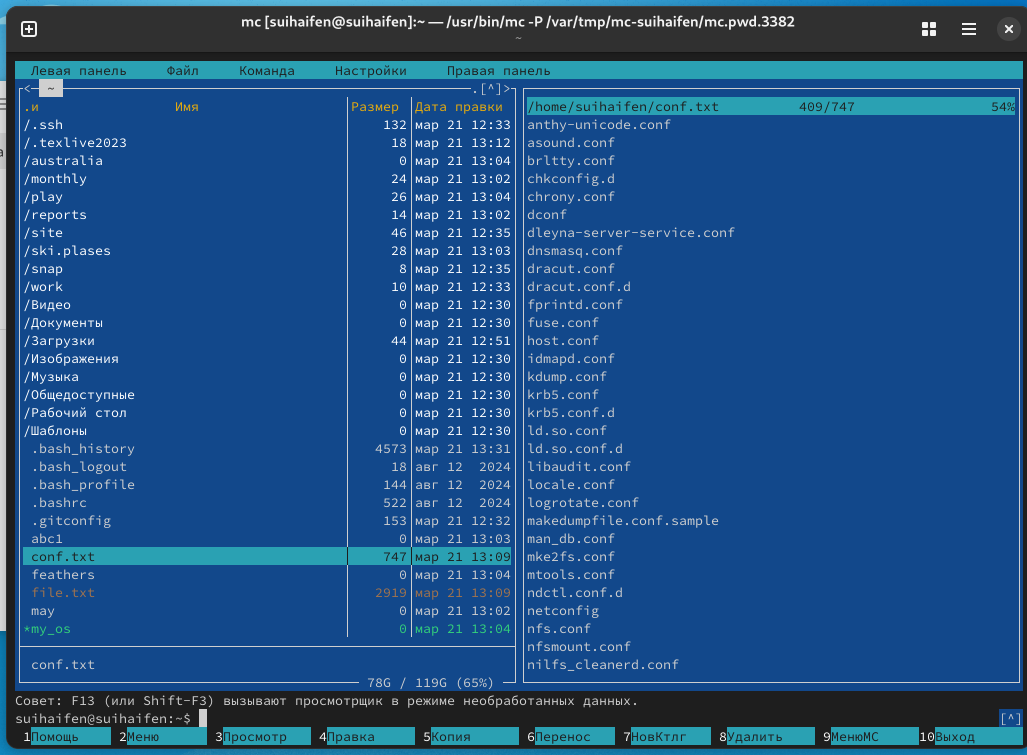 mc [suihaifen@suihaifen]:~ — /usr/bin/mc -P /var/tmp/mc-suihaifen/mc.pwd.3382
~
Левая панель Файл Команда Настройки Правая панель
<— ~ .[^]>
.и Имя Размер Дата правки
/.ssh 132 мар 21 12:33
/.texlive2023 18 мар 21 13:12
/australia 0 мар 21 13:04
/monthly 24 мар 21 13:02
/play 26 мар 21 13:04
/reports 14 мар 21 13:02
/site 46 мар 21 12:35
/ski.plases 28 мар 21 13:03
/snap 8 мар 21 12:35
/work 10 мар 21 12:33
/Видео 0 мар 21 12:30
/Документы 0 мар 21 12:30
/Загрузки 44 мар 21 12:51
/Изображения 0 мар 21 12:30
/Музыка 0 мар 21 12:30
/Общедоступные 0 мар 21 12:30
/Рабочий стол 0 мар 21 12:30
/Шаблоны 0 мар 21 12:30
.bash_history 4573 мар 21 13:31
.bash_logout 18 авг 12 2024
.bash_profile 144 авг 12 2024
.bashrc 522 авг 12 2024
.gitconfig 153 мар 21 12:32
abc1 0 мар 21 13:03
conf.txt 747 мар 21 13:09
feathers 0 мар 21 13:04
file.txt 2919 мар 21 13:09
may 0 мар 21 13:02
*my_os 0 мар 21 13:04
conf.txt
78G / 119G (65%)
/home/suihaifen/conf.txt 409/747 54%
anthy-unicode.conf
asound.conf
brltty.conf
chkconfig.d
chrony.conf
dconf
dleyna-server-service.conf
dnsmasq.conf
dracut.conf
dracut.conf.d
fprintd.conf
fuse.conf
host.conf
idmapd.conf
kdump.conf
krb5.conf
krb5.conf.d
ld.so.conf
ld.so.conf.d
libaudit.conf
locale.conf
logrotate.conf
makedumpfile.conf.sample
man_db.conf
mke2fs.conf
mtools.conf
ndctl.conf.d
netconfig
nfs.conf
nfsmount.conf
nilfs_cleanerd.conf
Совет: F13 (или Shift-F3) вызывают просмотрщик в режиме необработанных данных.
suihaifen@suihaifen:~$ [^]
1Помощь 2Меню 3Просмотр 4Правка 5Копия 6Перенос 7НовКтлг 8Удалить 9МенюMC 10Выход